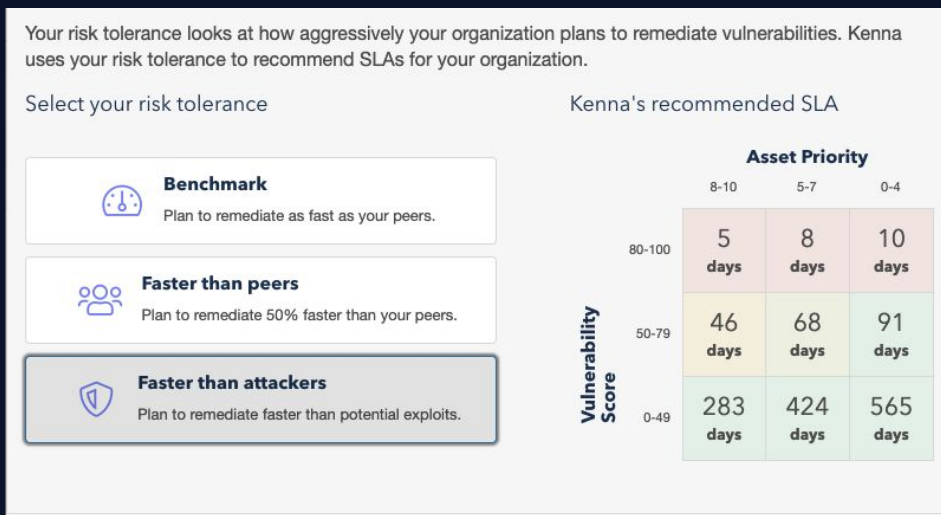 Your risk tolerance looks at how aggressively your organization plans to remediate vulnerabilities. Kenna
uses your risk tolerance to recommend SLAs for your organization.
Select your risk tolerance
Benchmark
Plan to remediate as fast as your peers.
Faster than peers
Plan to remediate 50% faster than your peers.
Faster than attackers
Plan to remediate faster than potential exploits.
Kenna's recommended SLA
Asset Priority
8-10 5-7 0-4
Vulnerability
Score
80-100 5 8 10
days days days
50-79 46 68 91
days days days
0-49 283 424 565
days days days